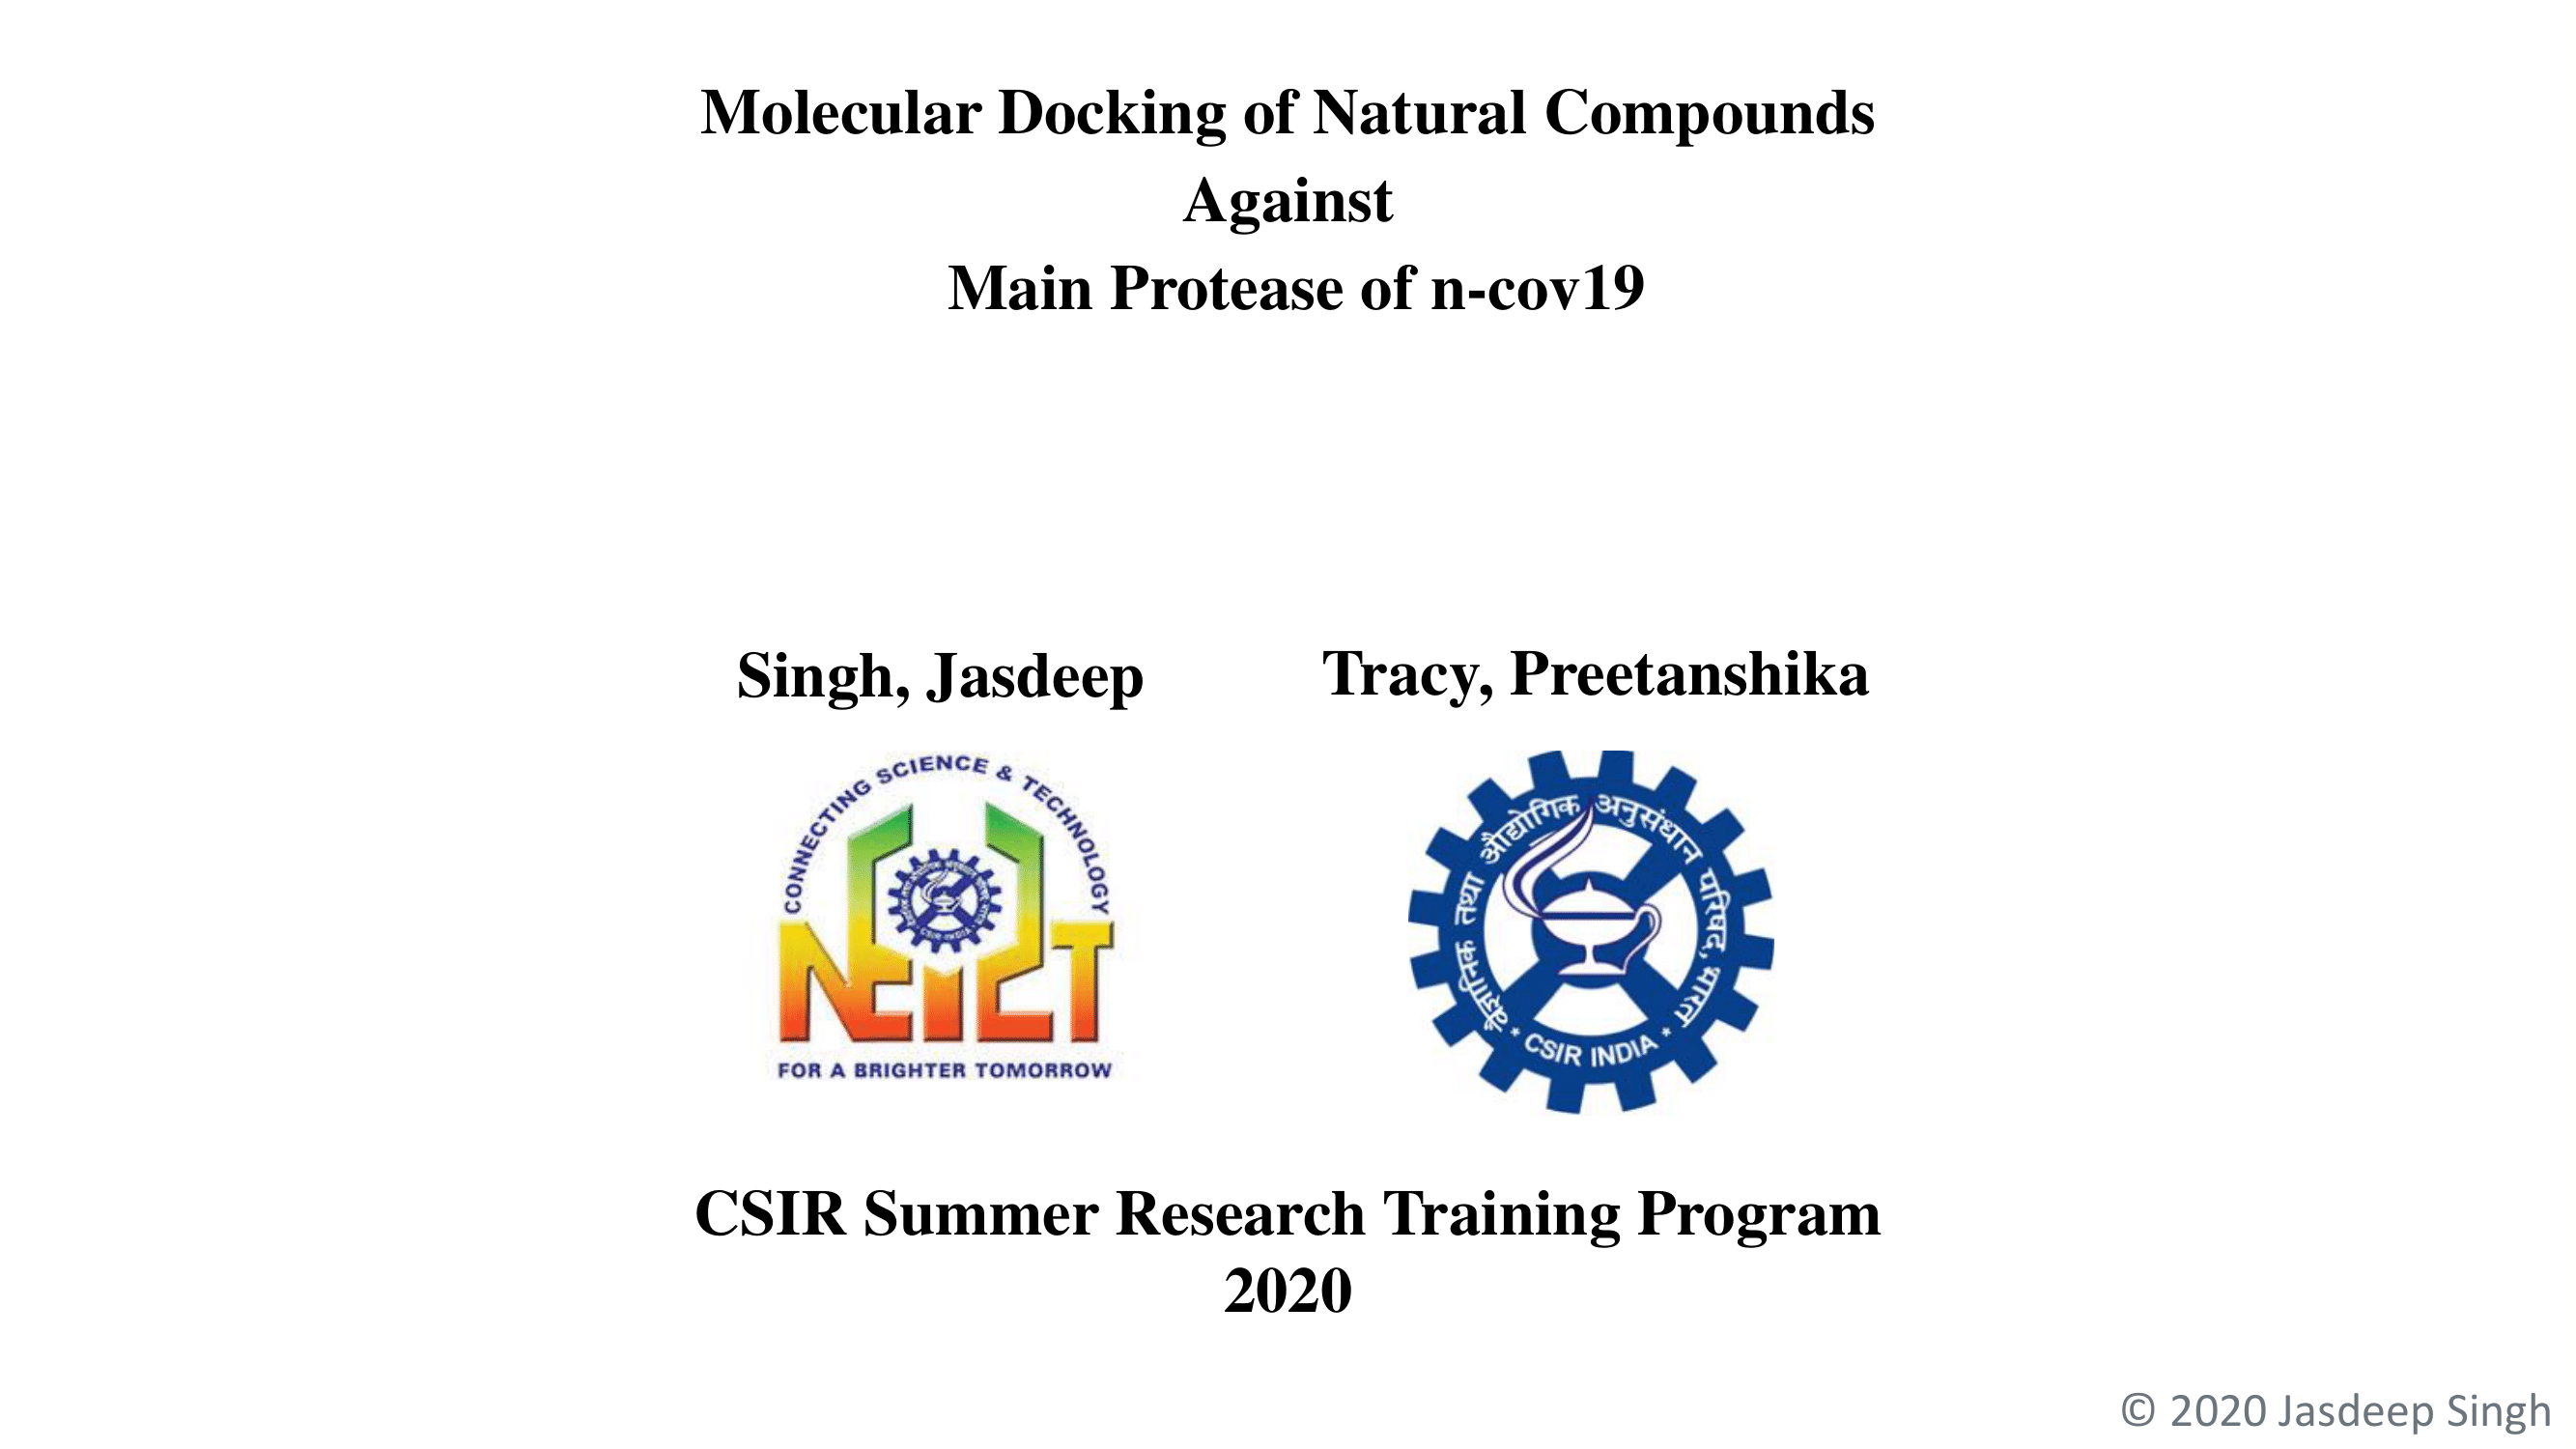 Molecular Docking of Natural Compounds
Against
Main Protease of n-cov19
Singh, Jasdeep
Tracy, Preetanshika
CONNECTING SCIENCE & TECHNOLOGY
CSIR-INDIA
NEIST
FOR A BRIGHTER TOMORROW
वैज्ञानिक तथा औद्योगिक अनुसंधान परिषद, भारत
* CSIR INDIA *
CSIR Summer Research Training Program
2020
© 2020 Jasdeep Singh